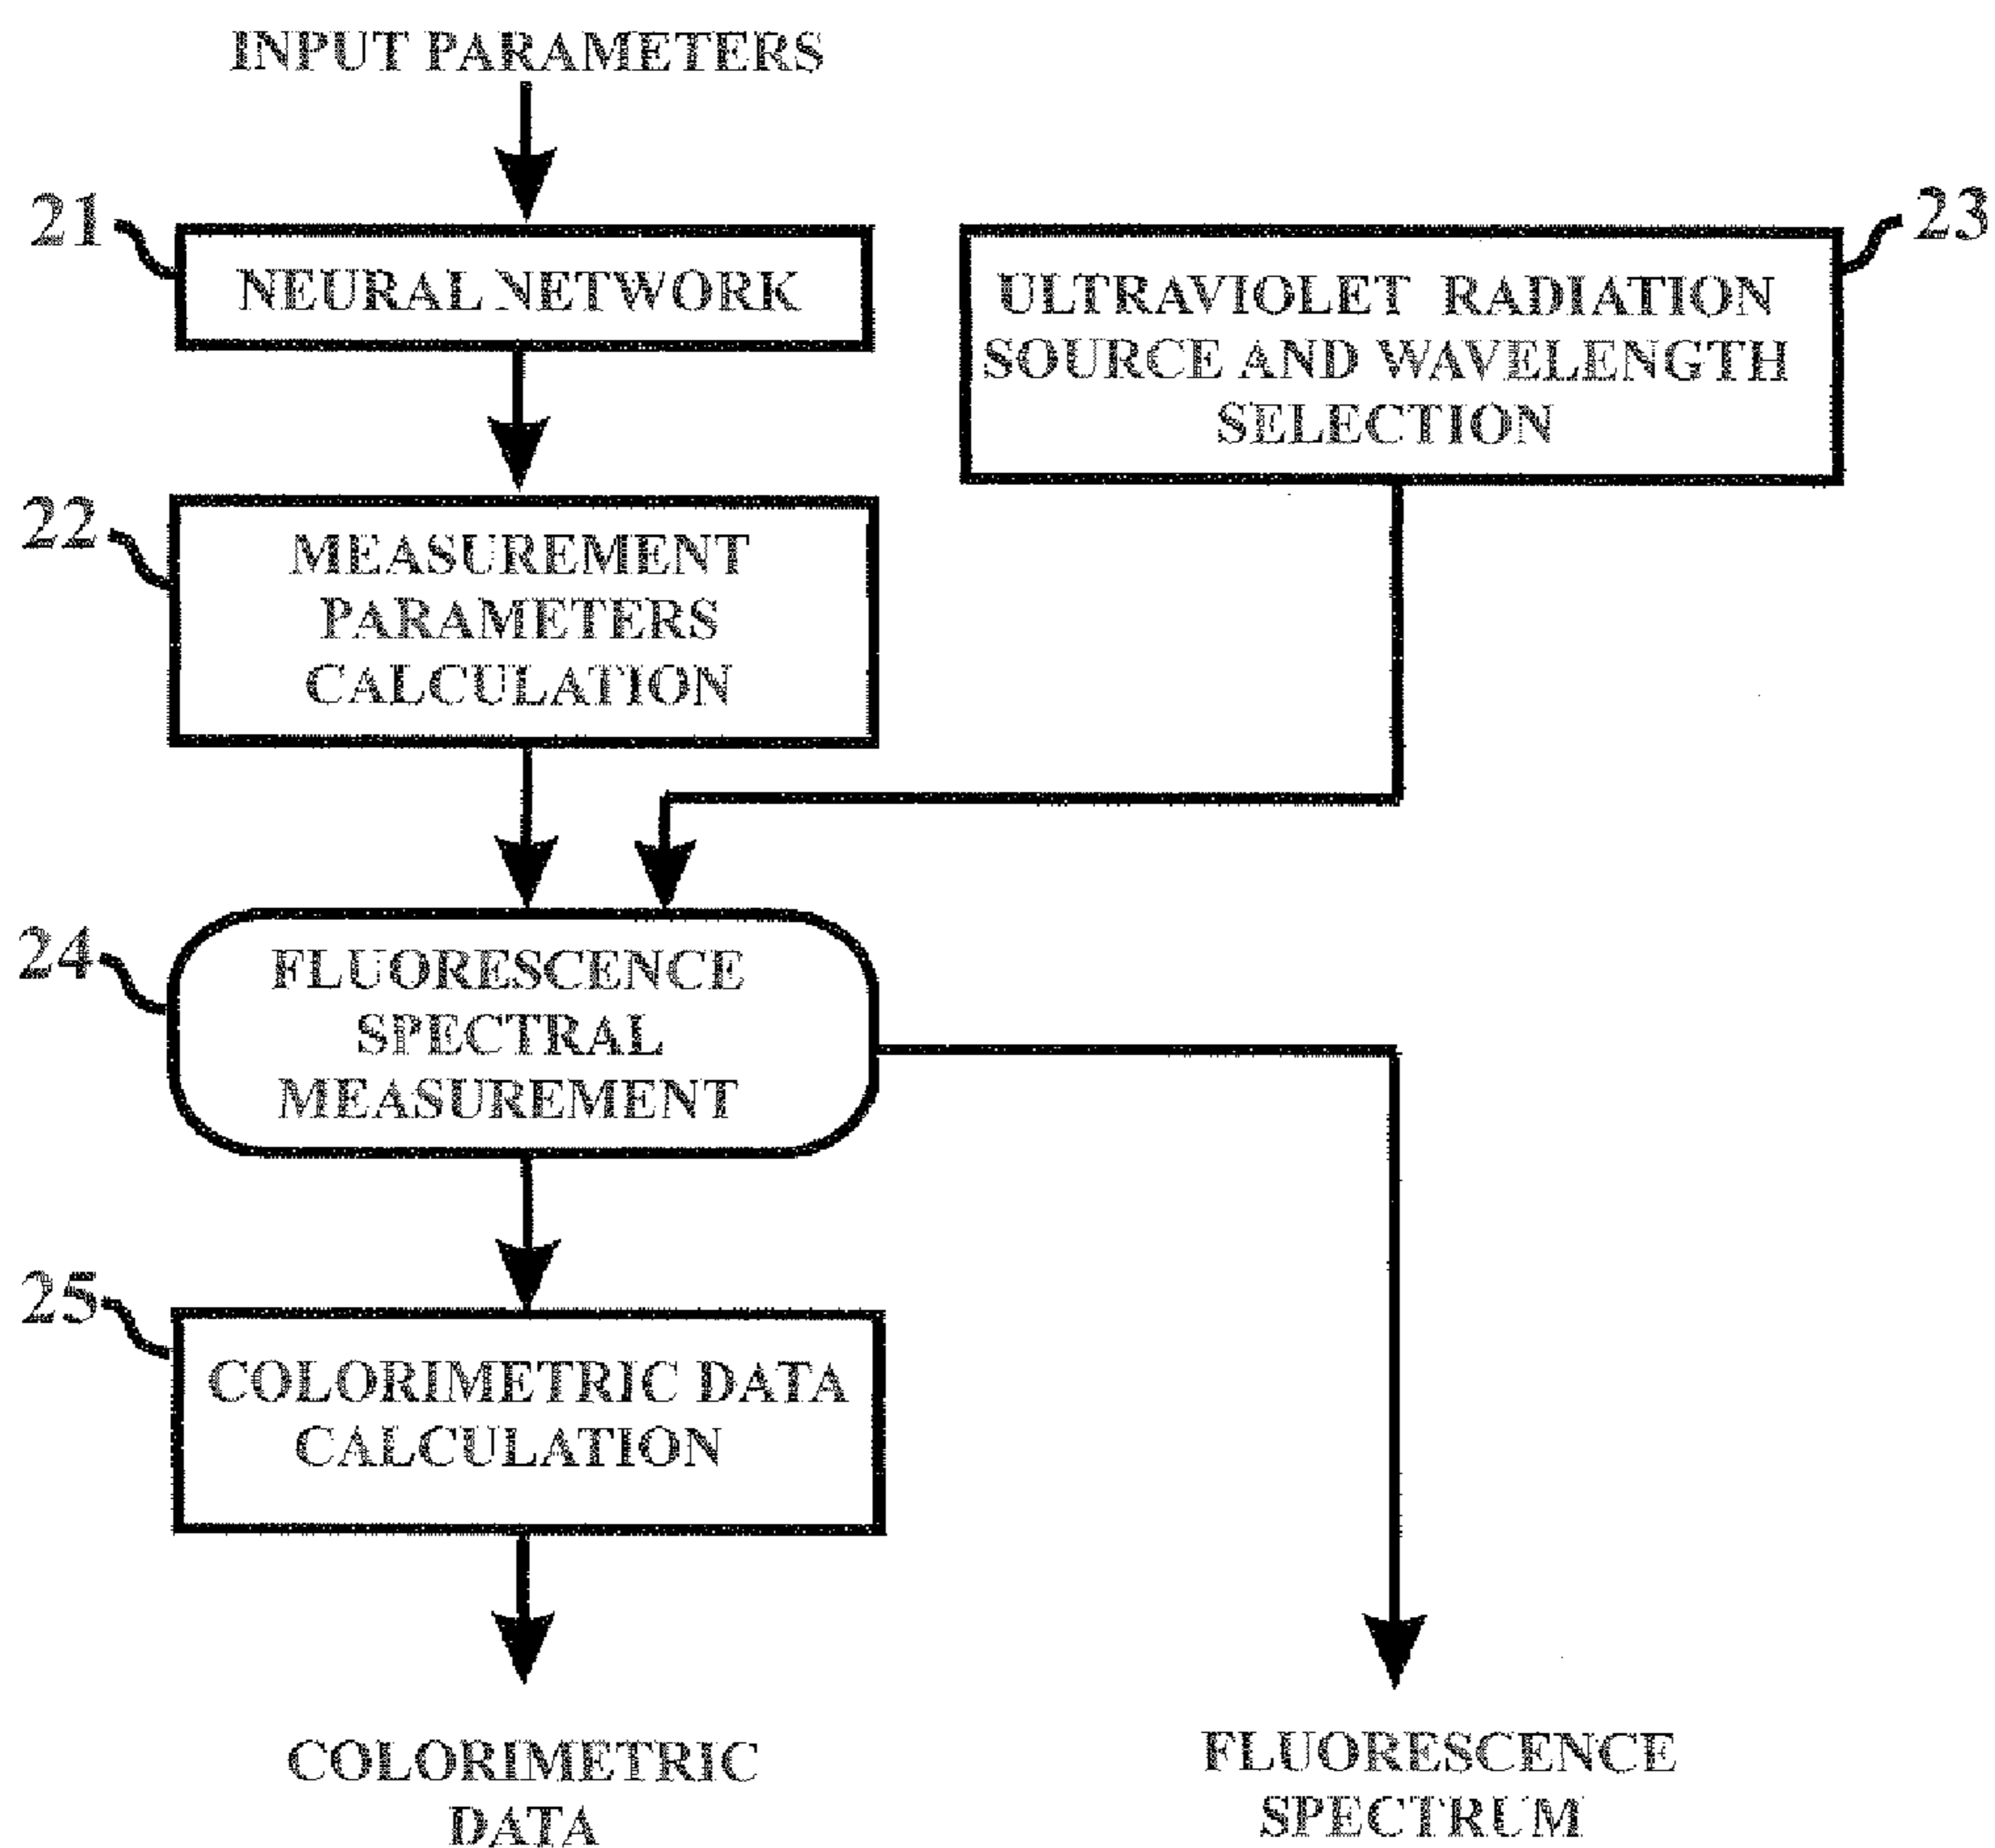 INPUT PARAMETERS
21
NEURAL NETWORK
23
ULTRAVIOLET RADIATION
SOURCE AND WAVELENGTH
SELECTION
22
MEASUREMENT
PARAMETERS
CALCULATION
24
FLUORESCENCE
SPECTRAL
MEASUREMENT
25
COLORIMETRIC DATA
CALCULATION
COLORIMETRIC
DATA
FLUORESCENCE
SPECTRUM